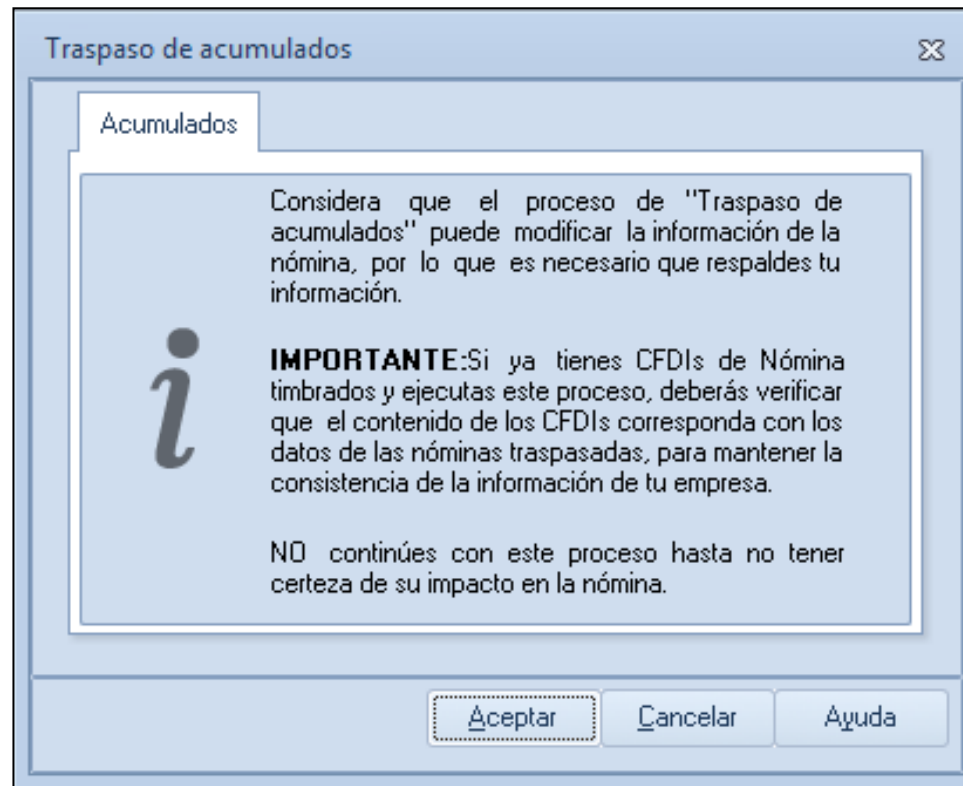 Traspaso de acumulados
Acumulados
Considera que el proceso de "Traspaso de
acumulados" puede modificar la información de la
nómina, por lo que es necesario que respaldes tu
información.
IMPORTANTE:Si ya tienes CFDIs de Nómina
timbrados y ejecutas este proceso, deberás verificar
que el contenido de los CFDIs corresponda con los
datos de las nóminas traspasadas, para mantener la
consistencia de la información de tu empresa.
NO continúes con este proceso hasta no tener
certeza de su impacto en la nómina.
Aceptar Cancelar Ayuda